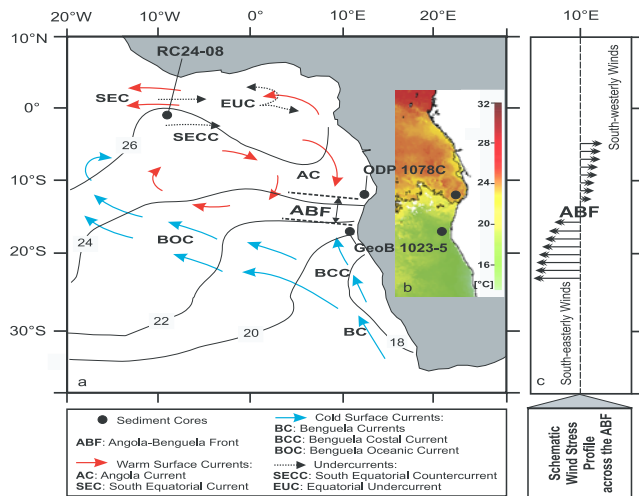 20°W 10°W 0°E 10°E 20°E 10°E
10°N
RC24-08
0°
SEC
EUC
SECC
26
AC
10°S
ABF
24
BOC
20°S
BCC
22
20
18
30°S
BC
a
32
28
24
20
16
[°C]
ODP 1078C
GeoB 1023-5
b
South-westerly Winds
ABF
South-easterly Winds
c
Sediment Cores
ABF: Angola-Benguela Front
Warm Surface Currents:
AC: Angola Current
SEC: South Equatorial Current
Cold Surface Currents:
BC: Benguela Currents
BCC: Benguela Costal Current
BOC: Benguela Oceanic Current
Undercurrents:
SECC: South Equatorial Countercurrent
EUC: Equatorial Undercurrent
Schematic
Wind Stress
Profile
across the ABF